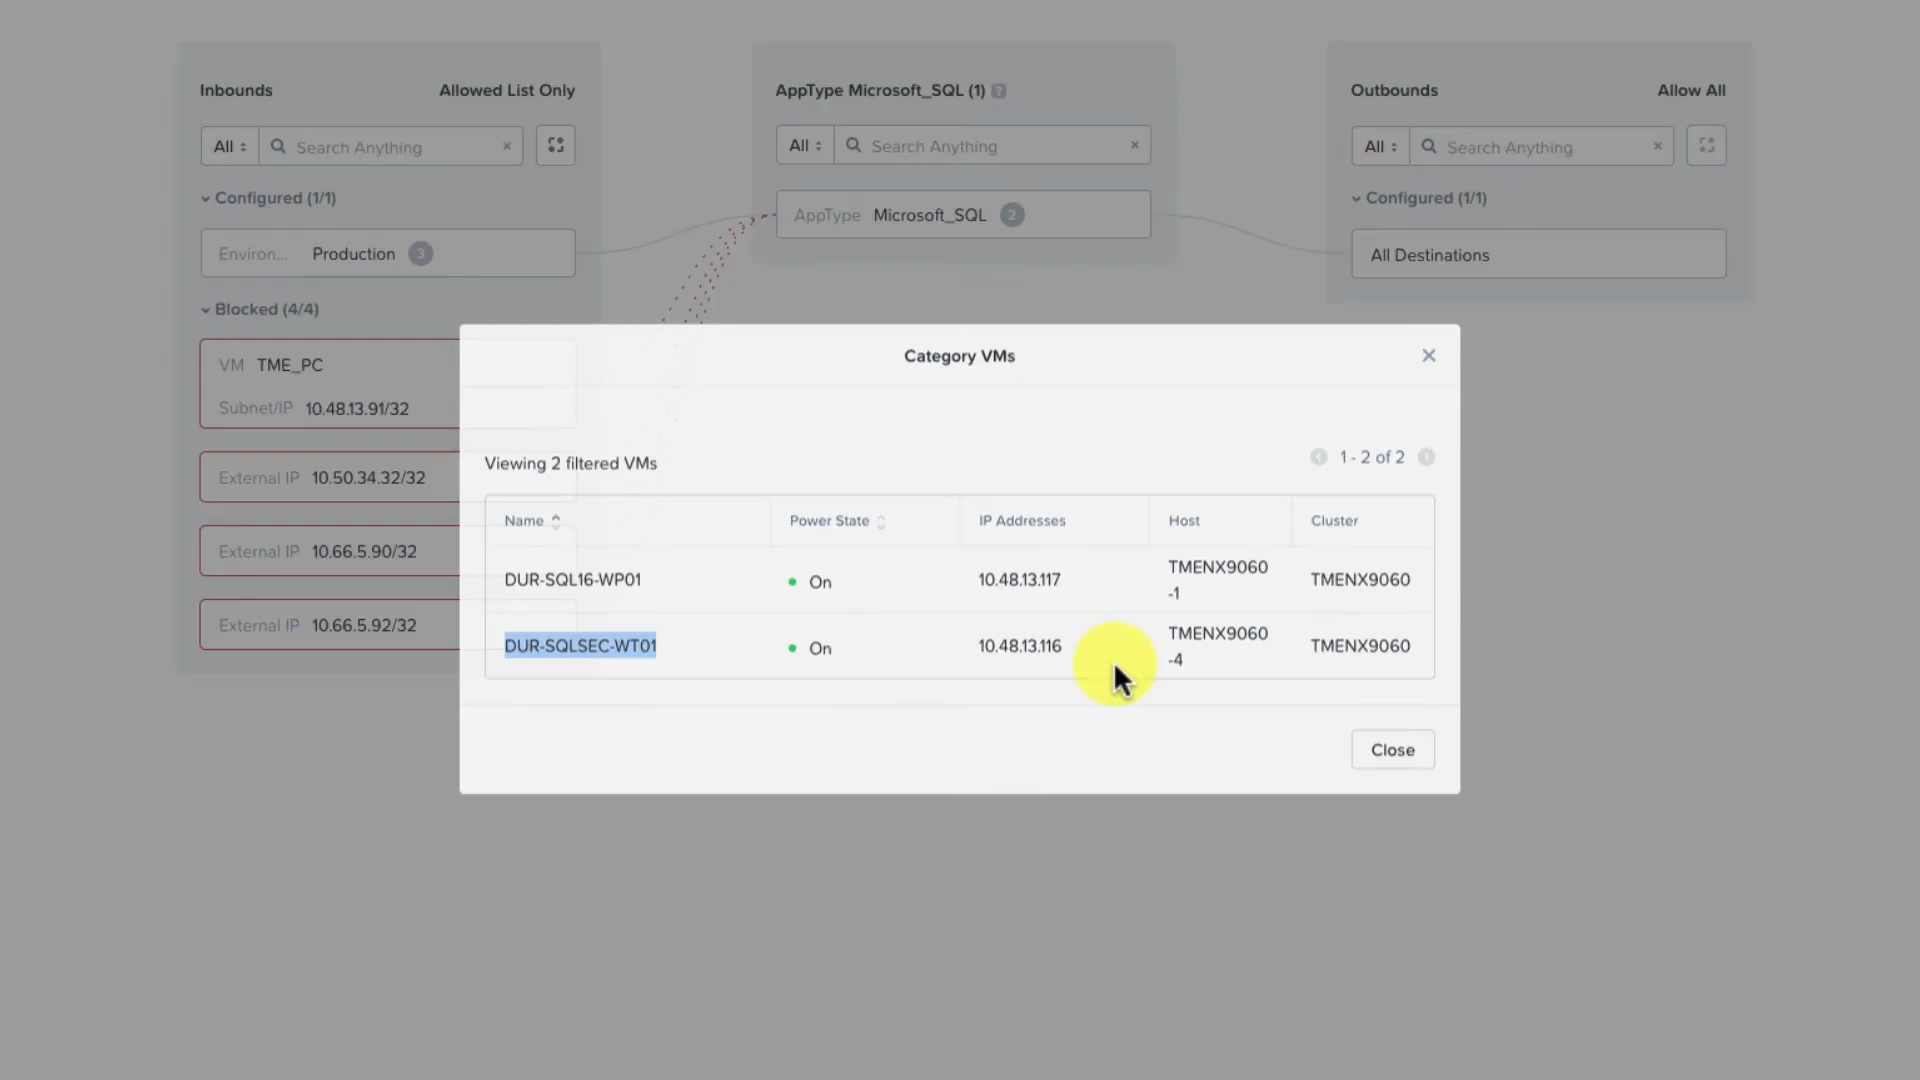 Inbounds
Allowed List Only
All
Search Anything
Configured (1/1)
Environ... Production 3
Blocked (4/4)
VM TME_PC
Subnet/IP 10.48.13.91/32
External IP 10.50.34.32/32
External IP 10.66.5.90/32
External IP 10.66.5.92/32
AppType Microsoft_SQL (1) ?
All
Search Anything
AppType Microsoft_SQL 2
Outbounds
Allow All
All
Search Anything
Configured (1/1)
All Destinations
Category VMs
Viewing 2 filtered VMs
1 - 2 of 2
Name Power State IP Addresses Host Cluster
DUR-SQL16-WP01 On 10.48.13.117 TMENX9060 TMENX9060
-1
DUR-SQLSEC-WT01 On 10.48.13.116 TMENX9060 TMENX9060
-4
Close